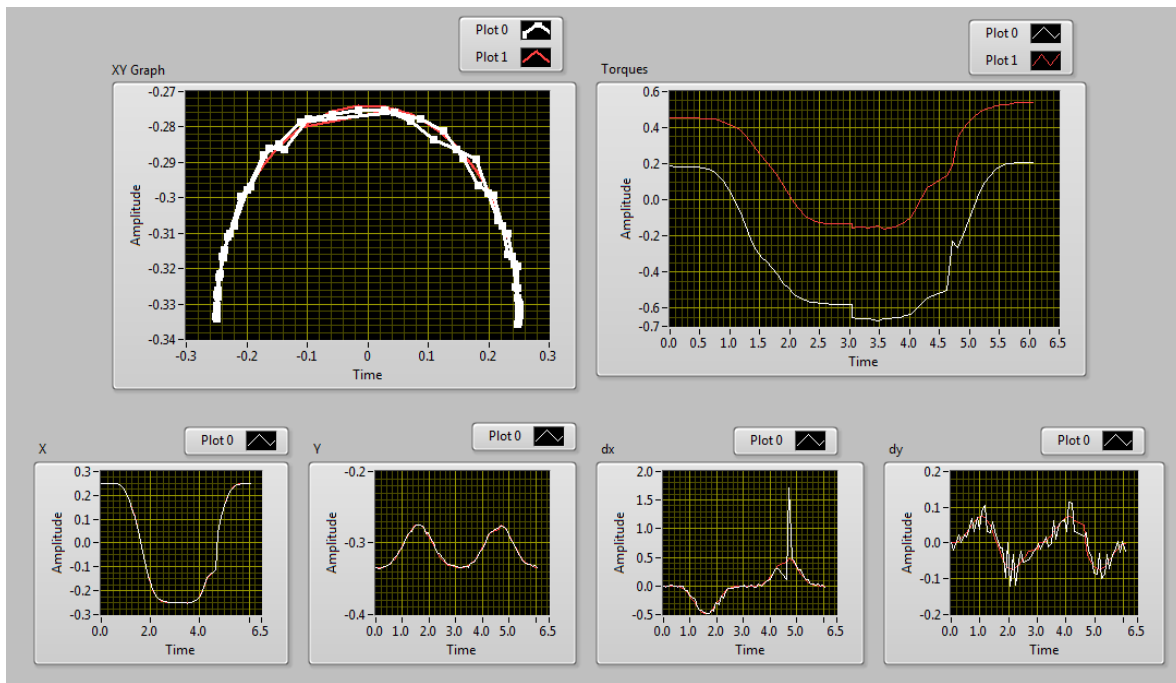 Plot 0
Plot 1
XY Graph
-0.27
-0.28
-0.29
-0.3
-0.31
-0.32
-0.33
-0.34
Amplitude
-0.3 -0.2 -0.1 0 0.1 0.2 0.3
Time
Plot 0
Plot 1
Torques
0.6
0.4
0.2
0.0
-0.2
-0.4
-0.6
-0.7
Amplitude
0.0 0.5 1.0 1.5 2.0 2.5 3.0 3.5 4.0 4.5 5.0 5.5 6.0 6.5
Time
Plot 0
X
0.3
0.2
0.1
0.0
-0.1
-0.2
-0.3
Amplitude
0.0 2.0 4.0 6.5
Time
Plot 0
Y
-0.2
-0.3
-0.4
Amplitude
0.0 1.0 2.0 3.0 4.0 5.0 6.5
Time
Plot 0
dx
2.0
1.5
1.0
0.5
0.0
-0.5
Amplitude
0.0 1.0 2.0 3.0 4.0 5.0 6.5
Time
Plot 0
dy
0.2
0.1
0.0
-0.1
-0.2
Amplitude
0.0 1.0 2.0 3.0 4.0 5.0 6.5
Time